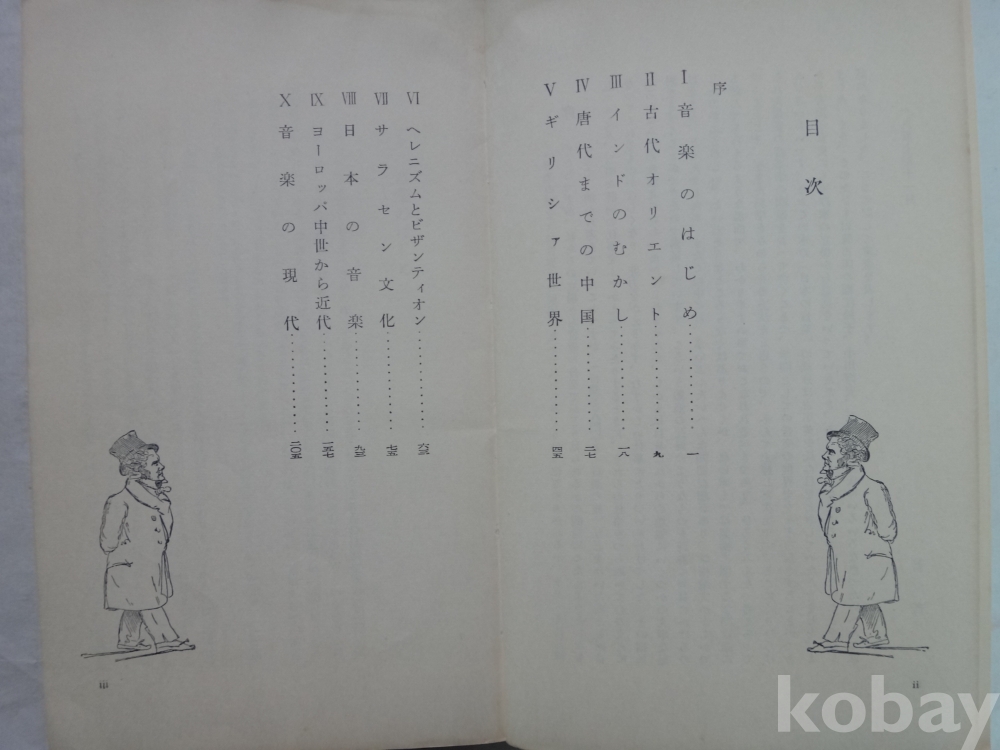 目次
序
I 音楽のはじめ............一
II 古代オリエント............九
III インドのむかし............一八
IV 唐代までの中国............二七
V ギリシァ世界............四五
ii
VI ヘレニズムとビザンティオン............六三
VII サラセン文化............七五
VIII 日本の音楽............九三
IX ヨーロッパ中世から近代............一五七
X 音楽の現代............二〇五
iii
kobay